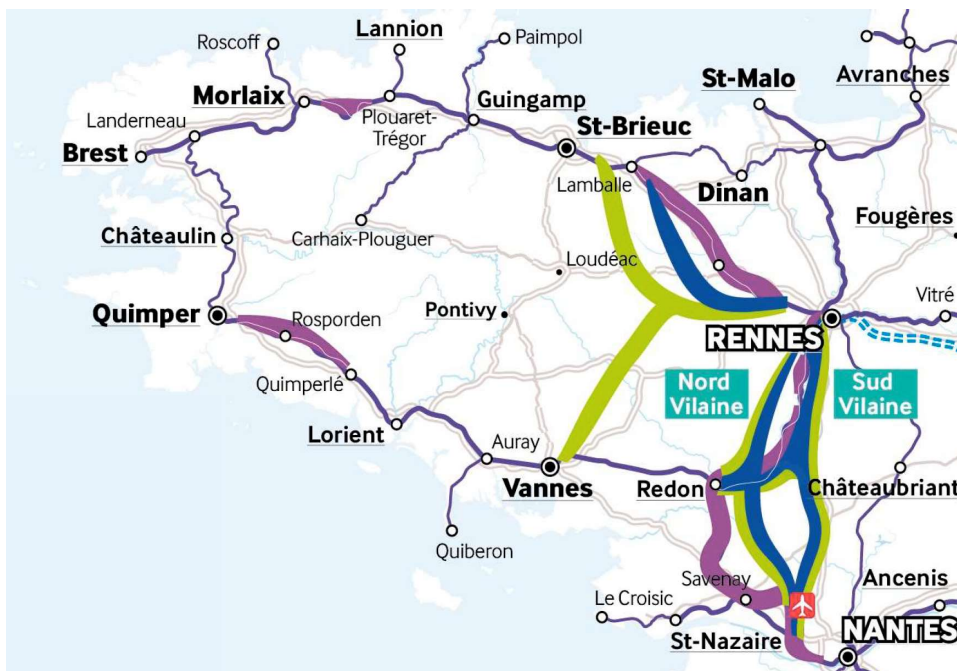 Roscoff
Lannion
Paimpol
Avranches
St-Malo
Morlaix
Landerneau
Plouaret-
Trégor
Guingamp
St-Brieuc
Brest
Lamballe
Dinan
Fougères
Châteaulin
Carhaix-Plouguer
Loudéac
Vitré
Quimper
Pontivy
Rosporden
RENNES
Quimperlé
Nord
Vilaine
Sud
Vilaine
Lorient
Auray
Vannes
Redon
Châteaubriant
Quiberon
Savenay
Ancenis
Le Croisic
St-Nazaire
NANTES